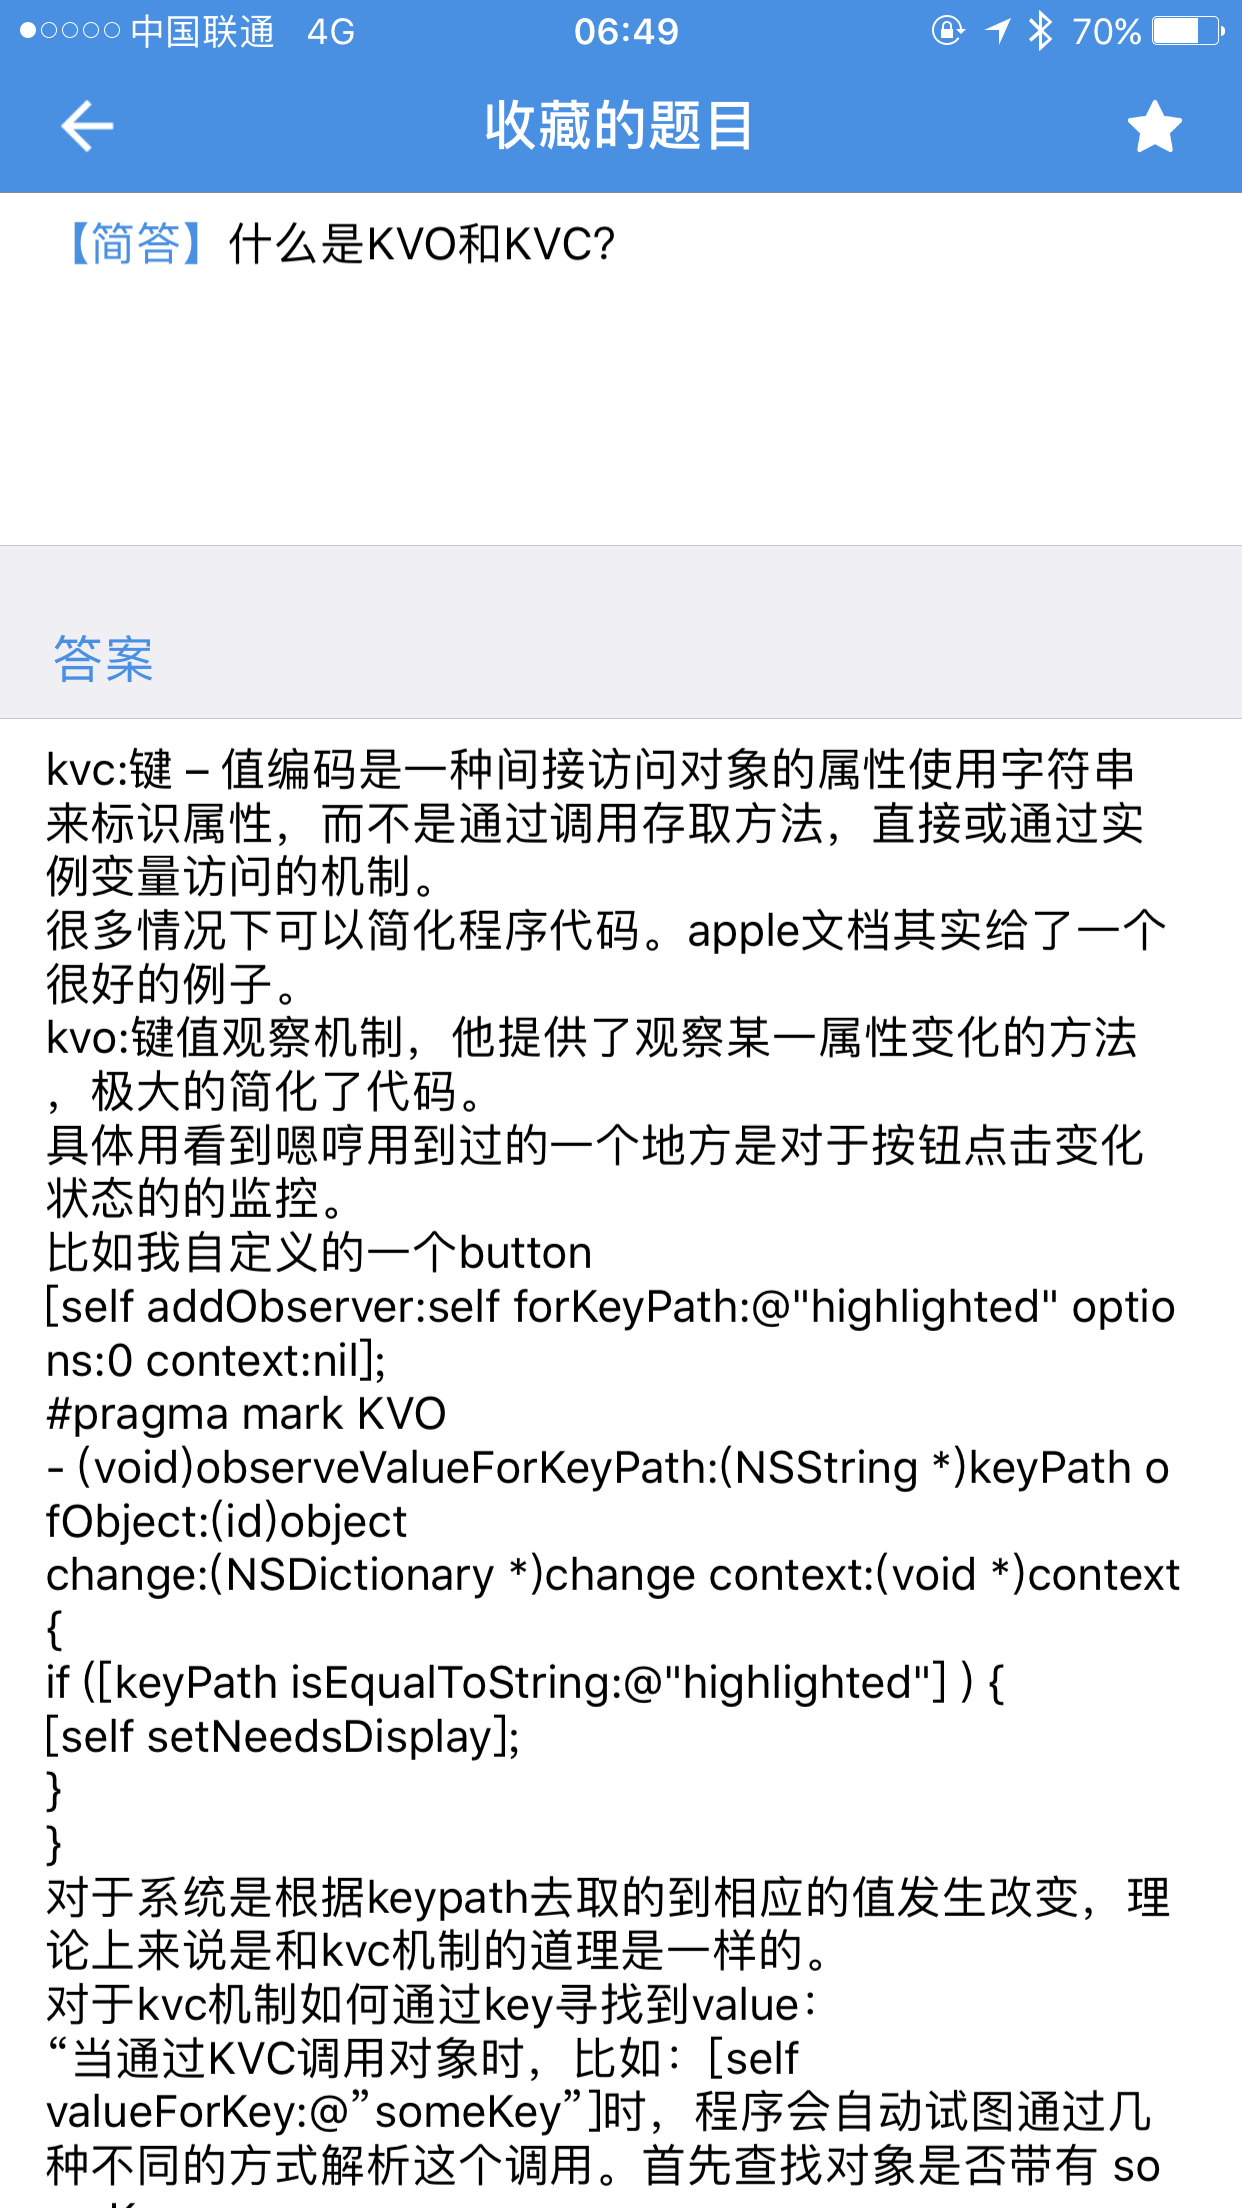 中国联通 4G 06:49 70%
收藏的题目
【简答】什么是KVO和KVC?
答案
kvc:键 – 值编码是一种间接访问对象的属性使用字符串
来标识属性，而不是通过调用存取方法，直接或通过实
例变量访问的机制。
很多情况下可以简化程序代码。apple文档其实给了一个
很好的例子。
kvo:键值观察机制，他提供了观察某一属性变化的方法
，极大的简化了代码。
具体用看到嗯哼用到过的一个地方是对于按钮点击变化
状态的的监控。
比如我自定义的一个button
[self addObserver:self forKeyPath:@"highlighted" optio
ns:0 context:nil];
#pragma mark KVO
- (void)observeValueForKeyPath:(NSString *)keyPath o
fObject:(id)object
change:(NSDictionary *)change context:(void *)context
{
if ([keyPath isEqualToString:@"highlighted"] ) {
[self setNeedsDisplay];
}
}
对于系统是根据keypath去取的到相应的值发生改变，理
论上来说是和kvc机制的道理是一样的。
对于kvc机制如何通过key寻找到value：
“当通过KVC调用对象时，比如：[self
valueForKey:@”someKey”]时，程序会自动试图通过几
种不同的方式解析这个调用。首先查找对象是否带有 so